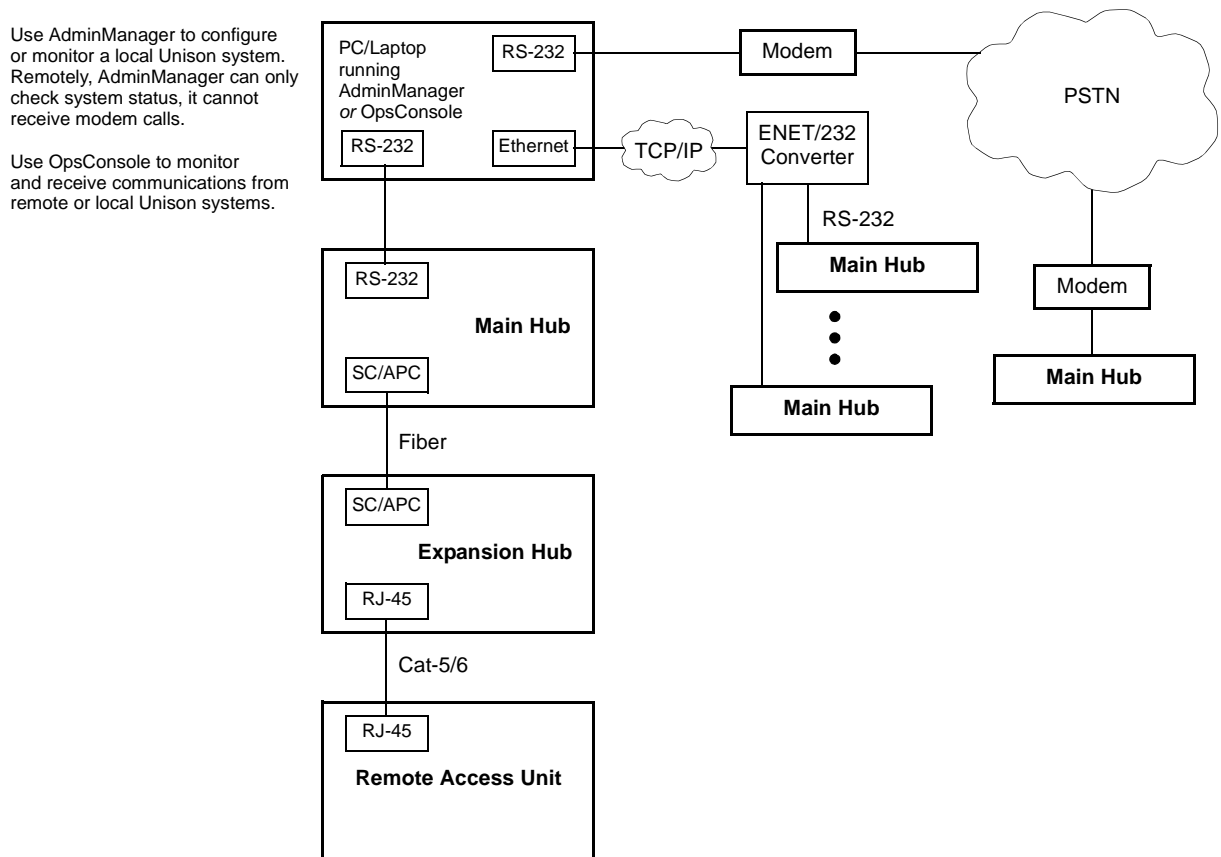 Use AdminManager to configure
or monitor a local Unison system.
Remotely, AdminManager can only
check system status, it cannot
receive modem calls.
Use OpsConsole to monitor
and receive communications from
remote or local Unison systems.
PC/Laptop
running
AdminManager
or OpsConsole
RS-232
RS-232
Ethernet
Modem
PSTN
TCP/IP
ENET/232
Converter
RS-232
Main Hub
Main Hub
Modem
Main Hub
RS-232
Main Hub
SC/APC
Fiber
SC/APC
Expansion Hub
RJ-45
Cat-5/6
RJ-45
Remote Access Unit